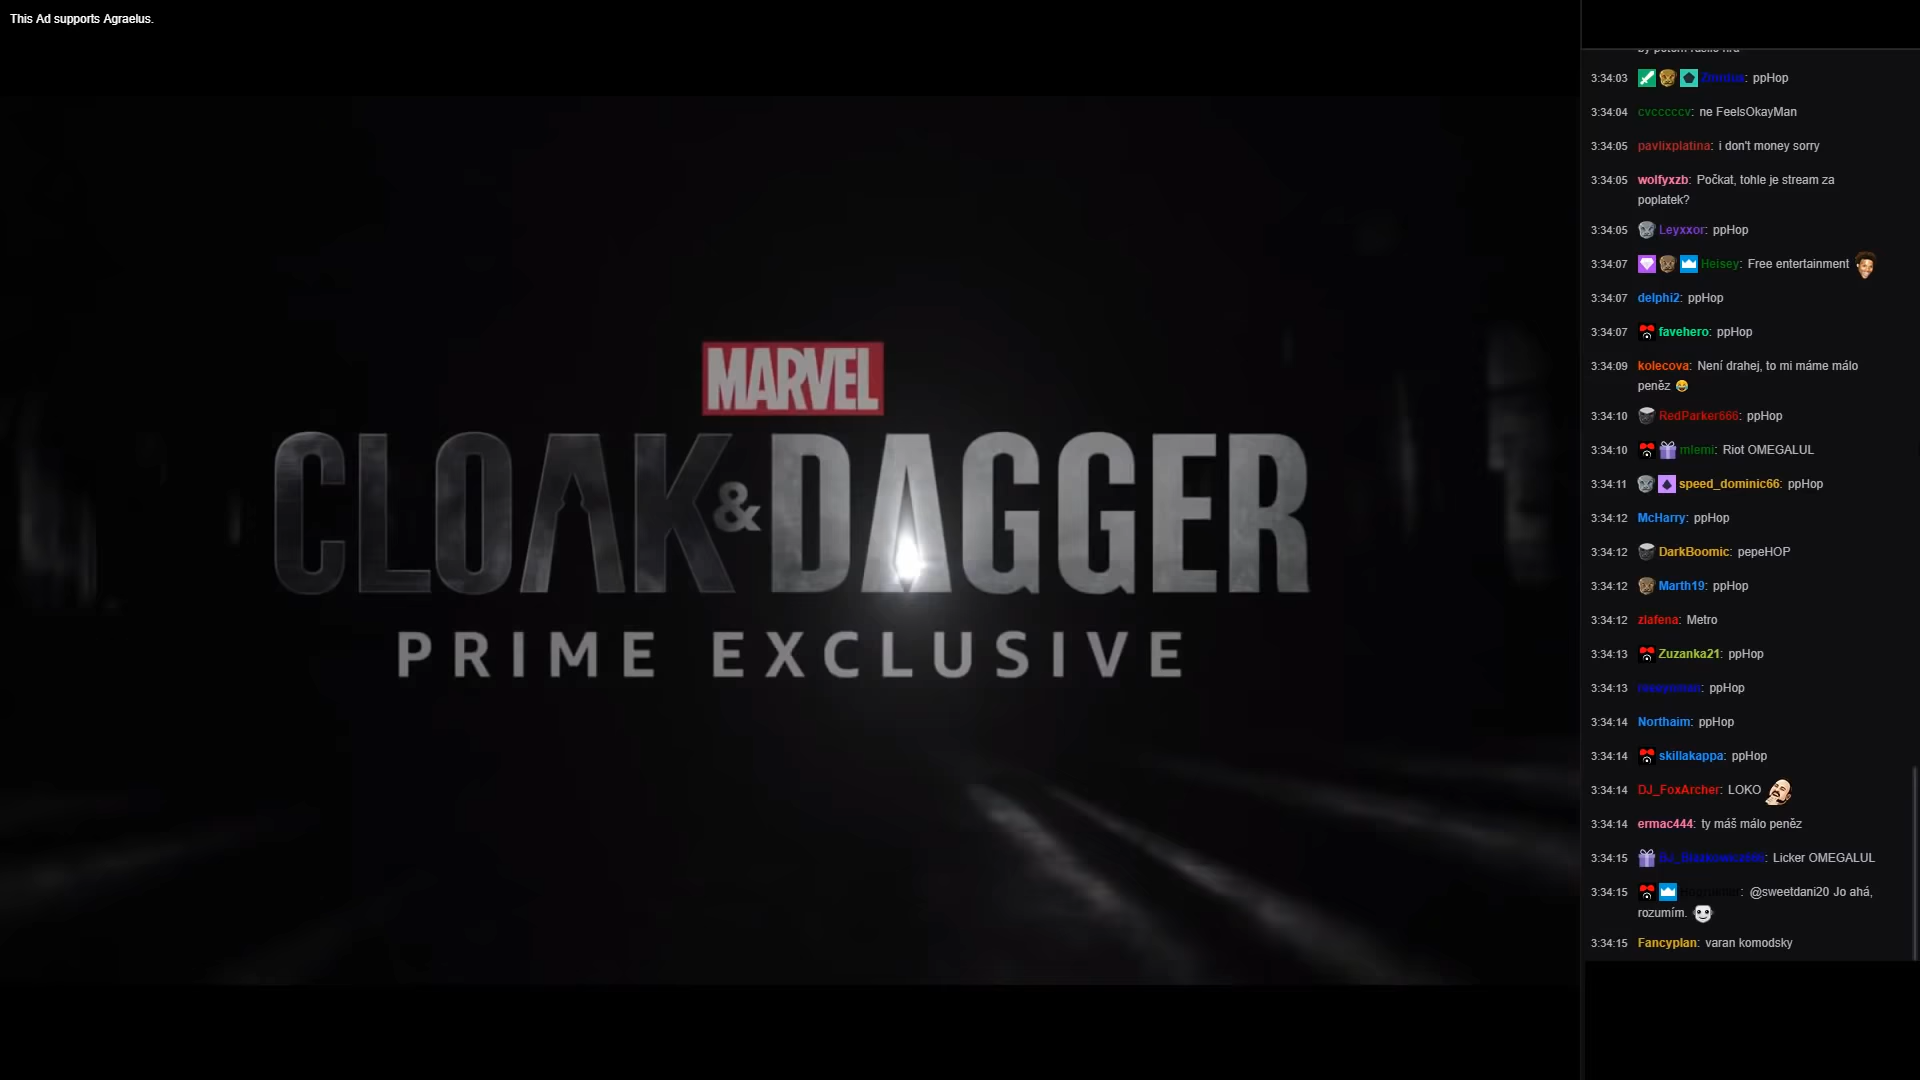 This Ad supports Agraelus.
MARVEL
CLOAK & DAGGER
PRIME EXCLUSIVE
3:34:03 : ppHop
3:34:04 cvcccccv: ne FeelsOkayMan
3:34:05 pavlixplatina: i don't money sorry
3:34:05 wolfyxzb: Počkat, tohle je stream za
poplatek?
3:34:05 Leyxxor: ppHop
3:34:07 Heisey: Free entertainment
3:34:07 delphi2: ppHop
3:34:07 favehero: ppHop
3:34:09 kolecova: Není drahej, to mi máme málo
peněz
3:34:10 RedParker666: ppHop
3:34:10 mlemi: Riot OMEGALUL
3:34:11 speed_dominic66: ppHop
3:34:12 McHarry: ppHop
3:34:12 DarkBoomic: pepeHOP
3:34:12 Marth19: ppHop
3:34:12 zlafena: Metro
3:34:13 Zuzanka21: ppHop
3:34:13 : ppHop
3:34:14 Northaim: ppHop
3:34:14 skillakappa: ppHop
3:34:14 DJ_FoxArcher: LOKO
3:34:14 ermac444: ty máš málo peněz
3:34:15 : Licker OMEGALUL
3:34:15 : @sweetdani20 Jo ahá,
rozumím.
3:34:15 Fancyplan: varan komodsky